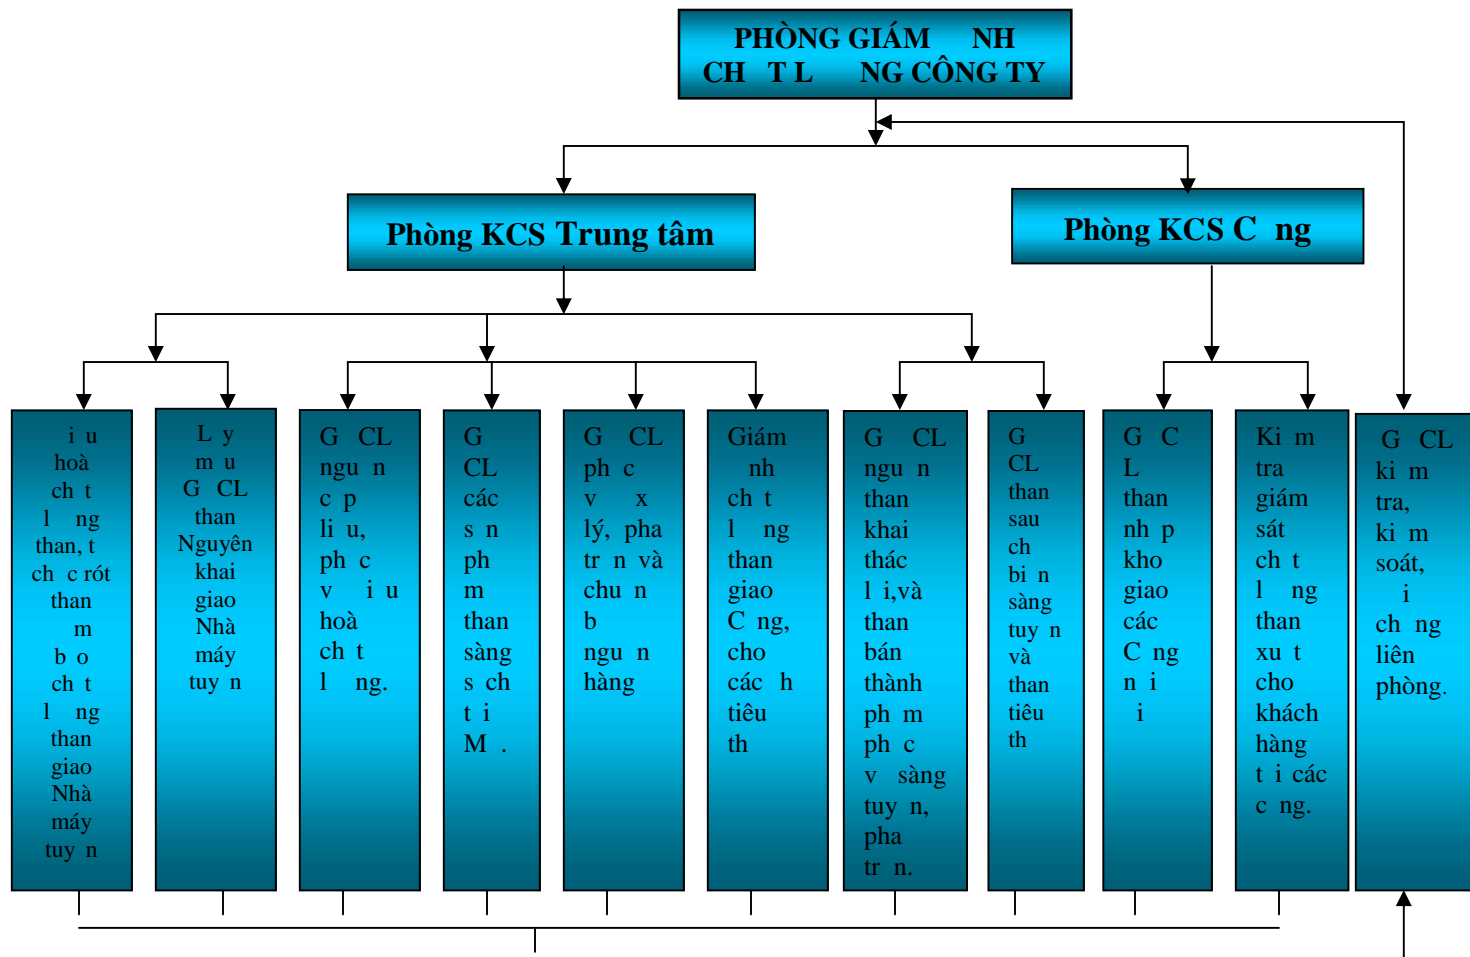 PHÒNG GIÁM NH
CH T L NG CÔNG TY
Phòng KCS Trung tâm
Phòng KCS C ng
i u
hoà
ch t
l ng
than, t
ch c rót
than
m
b o
ch t
l ng
than
giao
Nhà
máy
tuy n
L y
m u
G CL
than
Nguyên
khai
giao
Nhà
máy
tuy n
G CL
ngu n
c p
li u,
ph c
v i u
hoà
ch t
l ng.
G
CL
các
s n
ph
m
than
sàng
s ch
t i
M .
G CL
ph c
v x
lý, pha
tr n và
chu n
b
ngu n
hàng
Giám
nh
ch t
l ng
than
giao
C ng,
cho
các h
tiêu
th
G CL
ngu n
than
khai
thác
l i,và
than
bán
thành
ph m
ph c
v sàng
tuy n,
pha
tr n.
G
CL
than
sau
ch
bi n
sàng
tuy n
và
than
tiêu
th
G C
L
than
nh p
kho
giao
các
C ng
n i
i
Ki m
tra
giám
sát
ch t
l ng
than
xu t
cho
khách
hàng
t i các
c ng.
G CL
ki m
tra,
ki m
soát,
i
ch ng
liên
phòng.